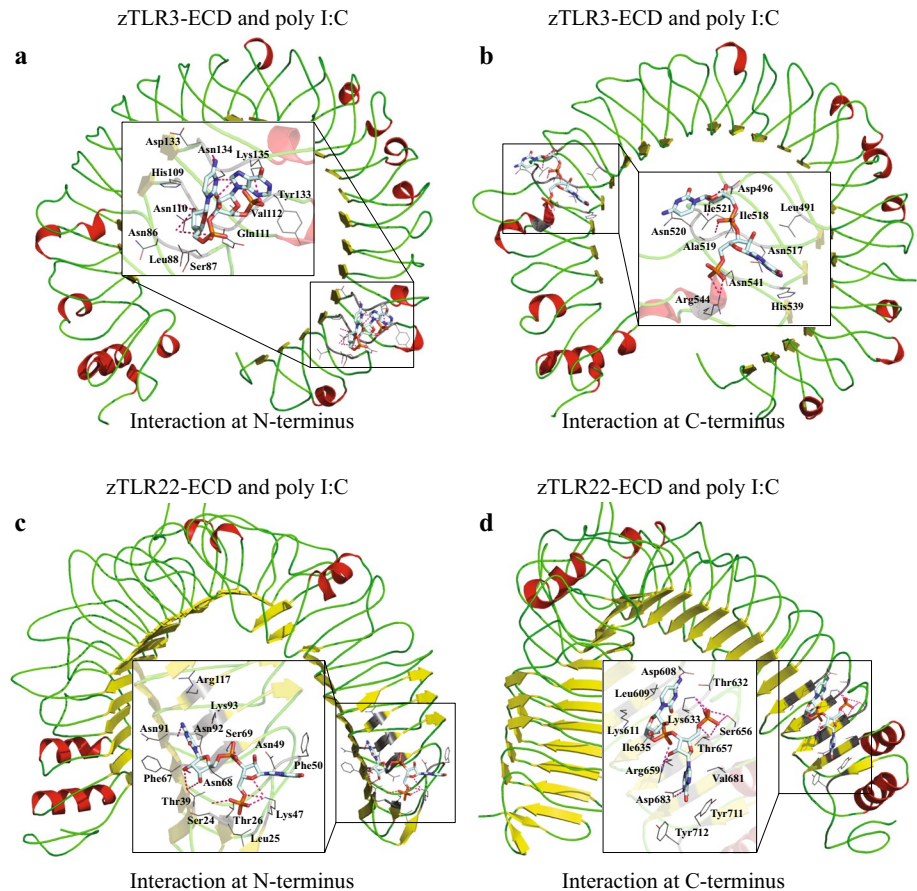 zTLR3-ECD and poly I:C
a
Asp133
Asn134
Lys135
His109
Tyr133
Asn110
Val112
Asn86
Gln111
Leu88
Ser87
Interaction at N-terminus
zTLR3-ECD and poly I:C
b
Asp496
Ile521
Leu491
Ile518
Asn520
Ala519
Asn517
Asn541
Arg544
His539
Interaction at C-terminus
zTLR22-ECD and poly I:C
c
Arg117
Lys93
Asn91
Asn92
Ser69
Asn49
Phe50
Phe67
Asn68
Thr39
Lys47
Ser24
Thr26
Leu25
Interaction at N-terminus
zTLR22-ECD and poly I:C
d
Asp608
Thr632
Leu609
Lys633
Lys611
Ser656
Ile635
Thr657
Arg659
Val681
Asp683
Tyr711
Tyr712
Interaction at C-terminus